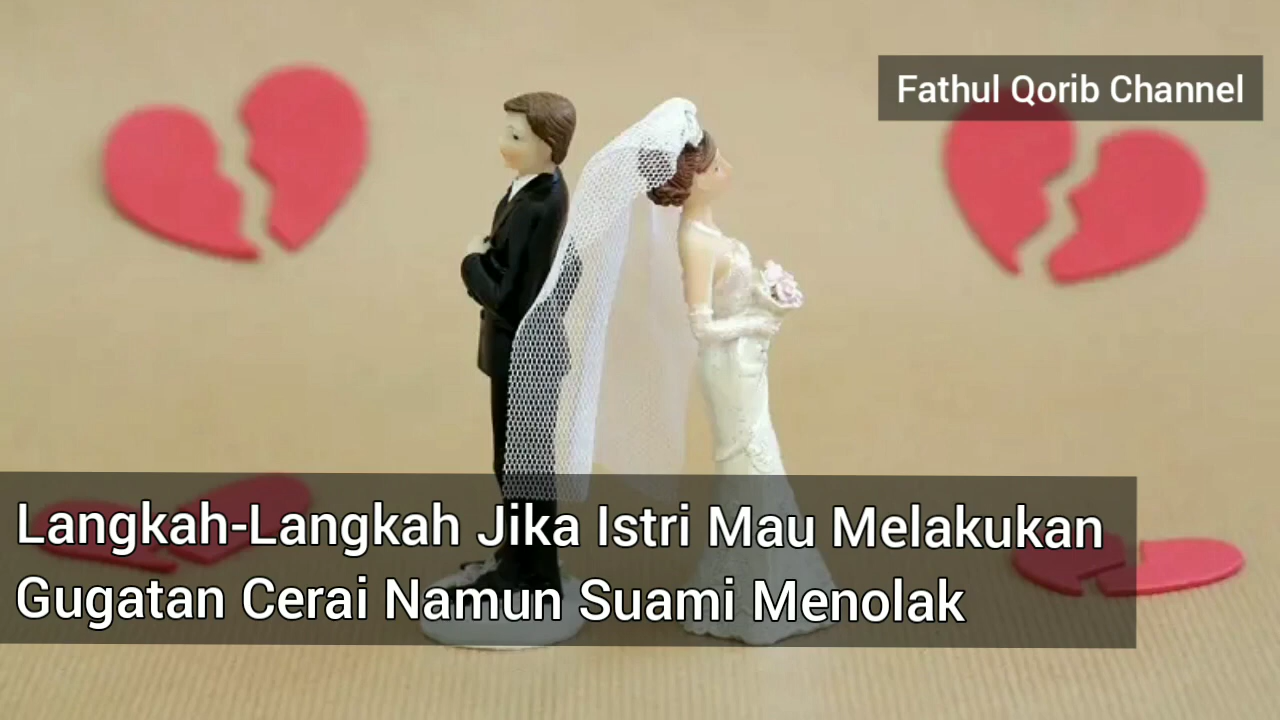 Fathul Qorib Channel
Langkah-Langkah Jika Istri Mau Melakukan
Gugatan Cerai Namun Suami Menolak